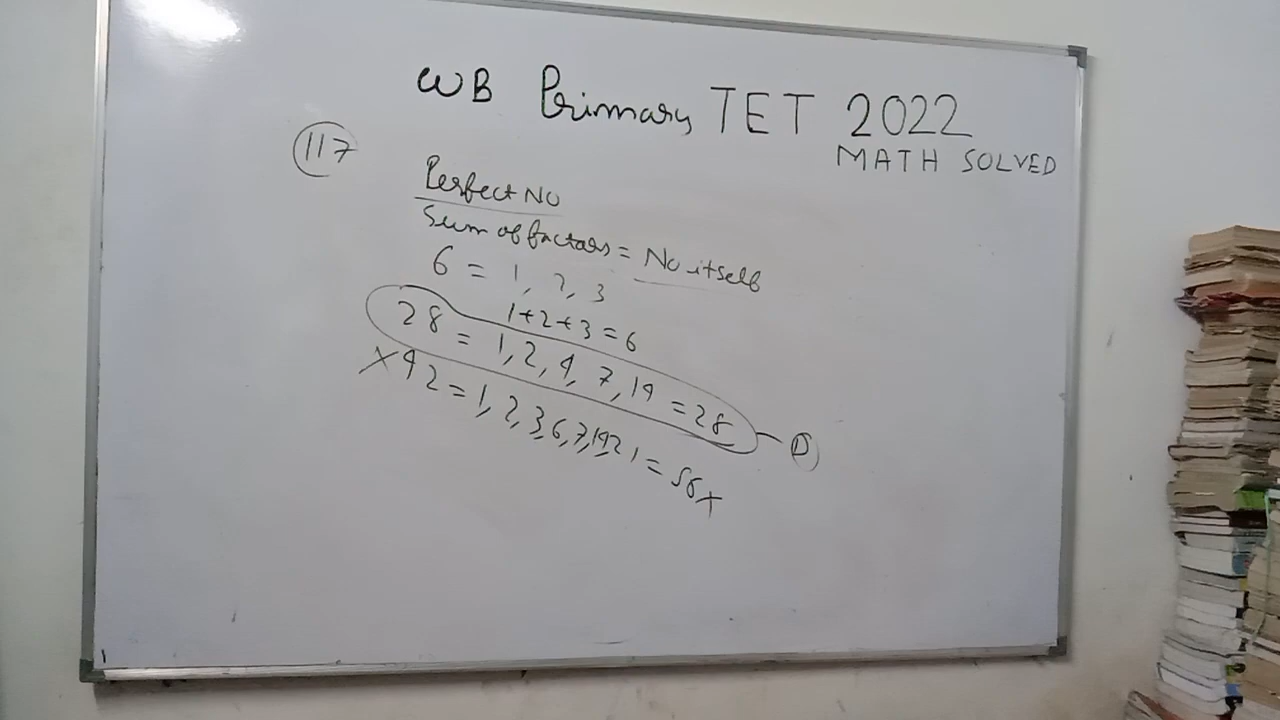 WB Primary TET 2022
MATH SOLVED
117
Perfect No
Sum of factors = No itself
6 = 1, 2, 3
1+2+3=6
28 = 1, 2, 4, 7, 14 = 28 - D
×42 = 1, 2, 3, 6, 7, 14, 21 = 56×